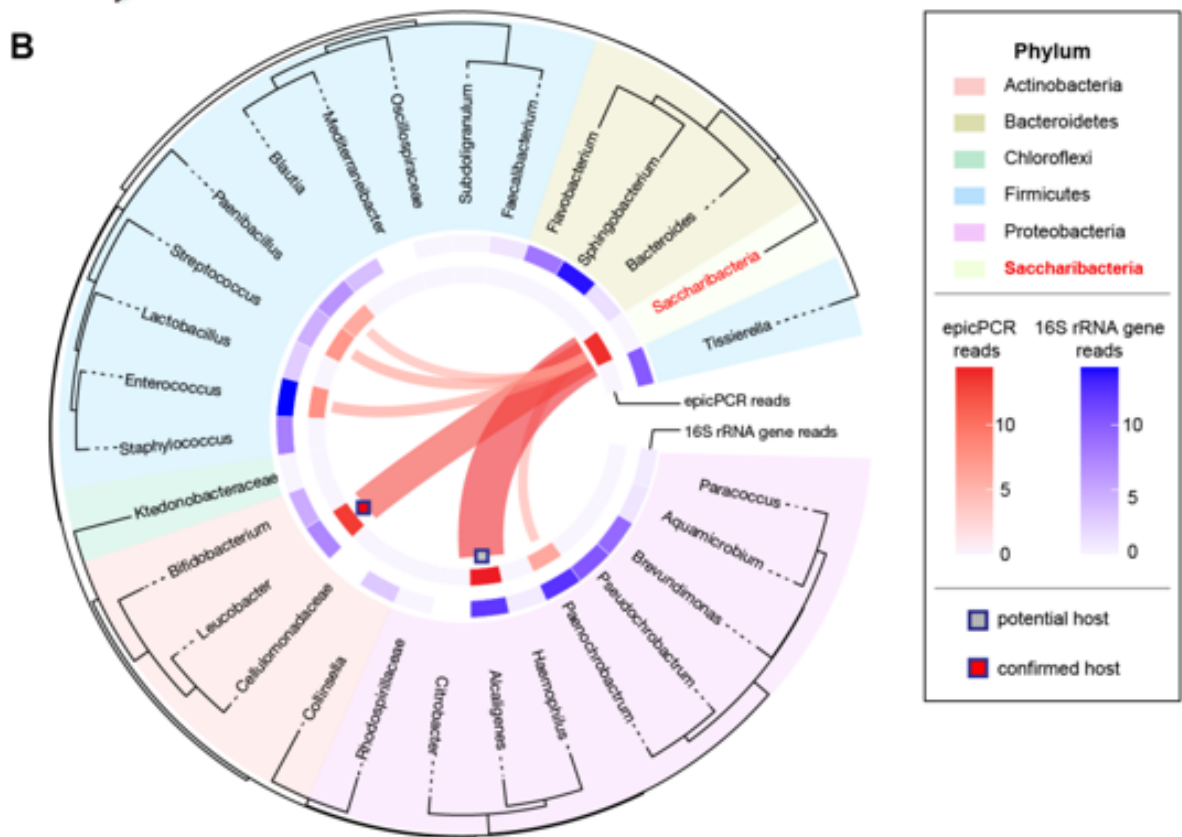 B
Blautia
Mediterraneibacter
Oscillospiraceae
Subdoligranulum
Faecalibacterium
Flavobacterium
Sphingobacterium
Bacteroides
Saccharibacteria
Tissierella
Paenibacillus
Streptococcus
Lactobacillus
Enterococcus
Staphylococcus
Ktedonobacteraceae
Bifidobacterium
Leucobacter
Cellulomonadaceae
Collinsella
Rhodospirillaceae
Citrobacter
Alcaligenes
Haemophilus
Paenochrobactrum
Pseudochrobactrum
Brevundimonas
Aquamicrobium
Paracoccus
epicPCR reads
16S rRNA gene reads
Phylum
Actinobacteria
Bacteroidetes
Chloroflexi
Firmicutes
Proteobacteria
Saccharibacteria
epicPCR 16S rRNA gene
reads reads
10 10
5 5
0 0
potential host
confirmed host